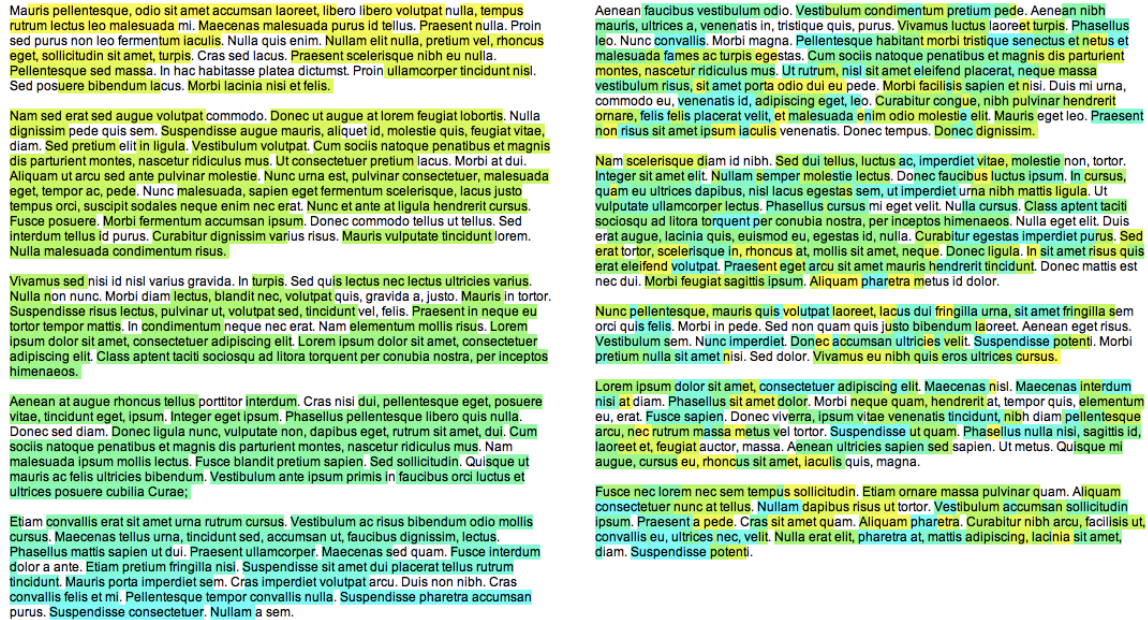 Mauris pellentesque, odio sit amet accumsan laoreet, libero libero volutpat nulla, tempus
rutrum lectus leo malesuada mi. Maecenas malesuada purus id tellus. Praesent nulla. Proin
sed purus non leo fermentum iaculis. Nulla quis enim. Nullam elit nulla, pretium vel, rhoncus
eget, sollicitudin sit amet, turpis. Cras sed lacus. Praesent scelerisque nibh eu nulla.
Pellentesque sed massa. In hac habitasse platea dictumst. Proin ullamcorper tincidunt nisl.
Sed posuere bibendum lacus. Morbi lacinia nisi et felis.
Nam sed erat sed augue volutpat commodo. Donec ut augue at lorem feugiat lobortis. Nulla
dignissim pede quis sem. Suspendisse augue mauris, aliquet id, molestie quis, feugiat vitae,
diam. Sed pretium elit in ligula. Vestibulum volutpat. Cum sociis natoque penatibus et magnis
dis parturient montes, nascetur ridiculus mus. Ut consectetuer pretium lacus. Morbi at dui.
Aliquam ut arcu sed ante pulvinar molestie. Nunc urna est, pulvinar consectetuer, malesuada
eget, tempor ac, pede. Nunc malesuada, sapien eget fermentum scelerisque, lacus justo
tempus orci, suscipit sodales neque enim nec erat. Nunc et ante at ligula hendrerit cursus.
Fusce posuere. Morbi fermentum accumsan ipsum. Donec commodo tellus ut tellus. Sed
interdum tellus id purus. Curabitur dignissim varius risus. Mauris vulputate tincidunt lorem.
Nulla malesuada condimentum risus.
Vivamus sed nisi id nisl varius gravida. In turpis. Sed quis lectus nec lectus ultricies varius.
Nulla non nunc. Morbi diam lectus, blandit nec, volutpat quis, gravida a, justo. Mauris in tortor.
Suspendisse risus lectus, pulvinar ut, volutpat sed, tincidunt vel, felis. Praesent in neque eu
tortor tempor mattis. In condimentum neque nec erat. Nam elementum mollis risus. Lorem
ipsum dolor sit amet, consectetuer adipiscing elit. Lorem ipsum dolor sit amet, consectetuer
adipiscing elit. Class aptent taciti sociosqu ad litora torquent per conubia nostra, per inceptos
himenaeos.
Aenean at augue rhoncus tellus porttitor interdum. Cras nisi dui, pellentesque eget, posuere
vitae, tincidunt eget, ipsum. Integer eget ipsum. Phasellus pellentesque libero quis nulla.
Donec sed diam. Donec ligula nunc, vulputate non, dapibus eget, rutrum sit amet, dui. Cum
sociis natoque penatibus et magnis dis parturient montes, nascetur ridiculus mus. Nam
malesuada ipsum mollis lectus. Fusce blandit pretium sapien. Sed sollicitudin. Quisque ut
mauris ac felis ultricies bibendum. Vestibulum ante ipsum primis in faucibus orci luctus et
ultrices posuere cubilia Curae;
Etiam convallis erat sit amet urna rutrum cursus. Vestibulum ac risus bibendum odio mollis
cursus. Maecenas tellus urna, tincidunt sed, accumsan ut, faucibus dignissim, lectus.
Phasellus mattis sapien ut dui. Praesent ullamcorper. Maecenas sed quam. Fusce interdum
dolor a ante. Etiam pretium fringilla nisi. Suspendisse sit amet dui placerat tellus rutrum
tincidunt. Mauris porta imperdiet sem. Cras imperdiet volutpat arcu. Duis non nibh. Cras
convallis felis et mi. Pellentesque tempor convallis nulla. Suspendisse pharetra accumsan
purus. Suspendisse consectetuer. Nullam a sem.
Aenean faucibus vestibulum odio. Vestibulum condimentum pretium pede. Aenean nibh
mauris, ultrices a, venenatis in, tristique quis, purus. Vivamus luctus laoreet turpis. Phasellus
leo. Nunc convallis. Morbi magna. Pellentesque habitant morbi tristique senectus et netus et
malesuada fames ac turpis egestas. Cum sociis natoque penatibus et magnis dis parturient
montes, nascetur ridiculus mus. Ut rutrum, nisl sit amet eleifend placerat, neque massa
vestibulum risus, sit amet porta odio dui eu pede. Morbi facilisis sapien et nisi. Duis mi urna,
commodo eu, venenatis id, adipiscing eget, leo. Curabitur congue, nibh pulvinar hendrerit
ornare, felis felis placerat velit, et malesuada enim odio molestie elit. Mauris eget leo. Praesent
non risus sit amet ipsum iaculis venenatis. Donec tempus. Donec dignissim.
Nam scelerisque diam id nibh. Sed dui tellus, luctus ac, imperdiet vitae, molestie non, tortor.
Integer sit amet elit. Nullam semper molestie lectus. Donec faucibus luctus ipsum. In cursus,
quam eu ultrices dapibus, nisl lacus egestas sem, ut imperdiet urna nibh mattis ligula. Ut
vulputate ullamcorper lectus. Phasellus cursus mi eget velit. Nulla cursus. Class aptent taciti
sociosqu ad litora torquent per conubia nostra, per inceptos himenaeos. Nulla eget elit. Duis
erat augue, lacinia quis, euismod eu, egestas id, nulla. Curabitur egestas imperdiet purus. Sed
erat tortor, scelerisque in, rhoncus at, mollis sit amet, neque. Donec ligula. In sit amet risus quis
erat eleifend volutpat. Praesent eget arcu sit amet mauris hendrerit tincidunt. Donec mattis est
nec dui. Morbi feugiat sagittis ipsum. Aliquam pharetra metus id dolor.
Nunc pellentesque, mauris quis volutpat laoreet, lacus dui fringilla urna, sit amet fringilla sem
orci quis felis. Morbi in pede. Sed non quam quis justo bibendum laoreet. Aenean eget risus.
Vestibulum sem. Nunc imperdiet. Donec accumsan ultricies velit. Suspendisse potenti. Morbi
pretium nulla sit amet nisi. Sed dolor. Vivamus eu nibh quis eros ultrices cursus.
Lorem ipsum dolor sit amet, consectetuer adipiscing elit. Maecenas nisl. Maecenas interdum
nisi at diam. Phasellus sit amet dolor. Morbi neque quam, hendrerit at, tempor quis, elementum
eu, erat. Fusce sapien. Donec viverra, ipsum vitae venenatis tincidunt, nibh diam pellentesque
arcu, nec rutrum massa metus vel tortor. Suspendisse ut quam. Phasellus nulla nisi, sagittis id,
laoreet et, feugiat auctor, massa. Aenean ultricies sapien sed sapien. Ut metus. Quisque mi
augue, cursus eu, rhoncus sit amet, iaculis quis, magna.
Fusce nec lorem nec sem tempus sollicitudin. Etiam ornare massa pulvinar quam. Aliquam
consectetuer nunc at tellus. Nullam dapibus risus ut tortor. Vestibulum accumsan sollicitudin
ipsum. Praesent a pede. Cras sit amet quam. Aliquam pharetra. Curabitur nibh arcu, facilisis ut,
convallis eu, ultrices nec, velit. Nulla erat elit, pharetra at, mattis adipiscing, lacinia sit amet,
diam. Suspendisse potenti.